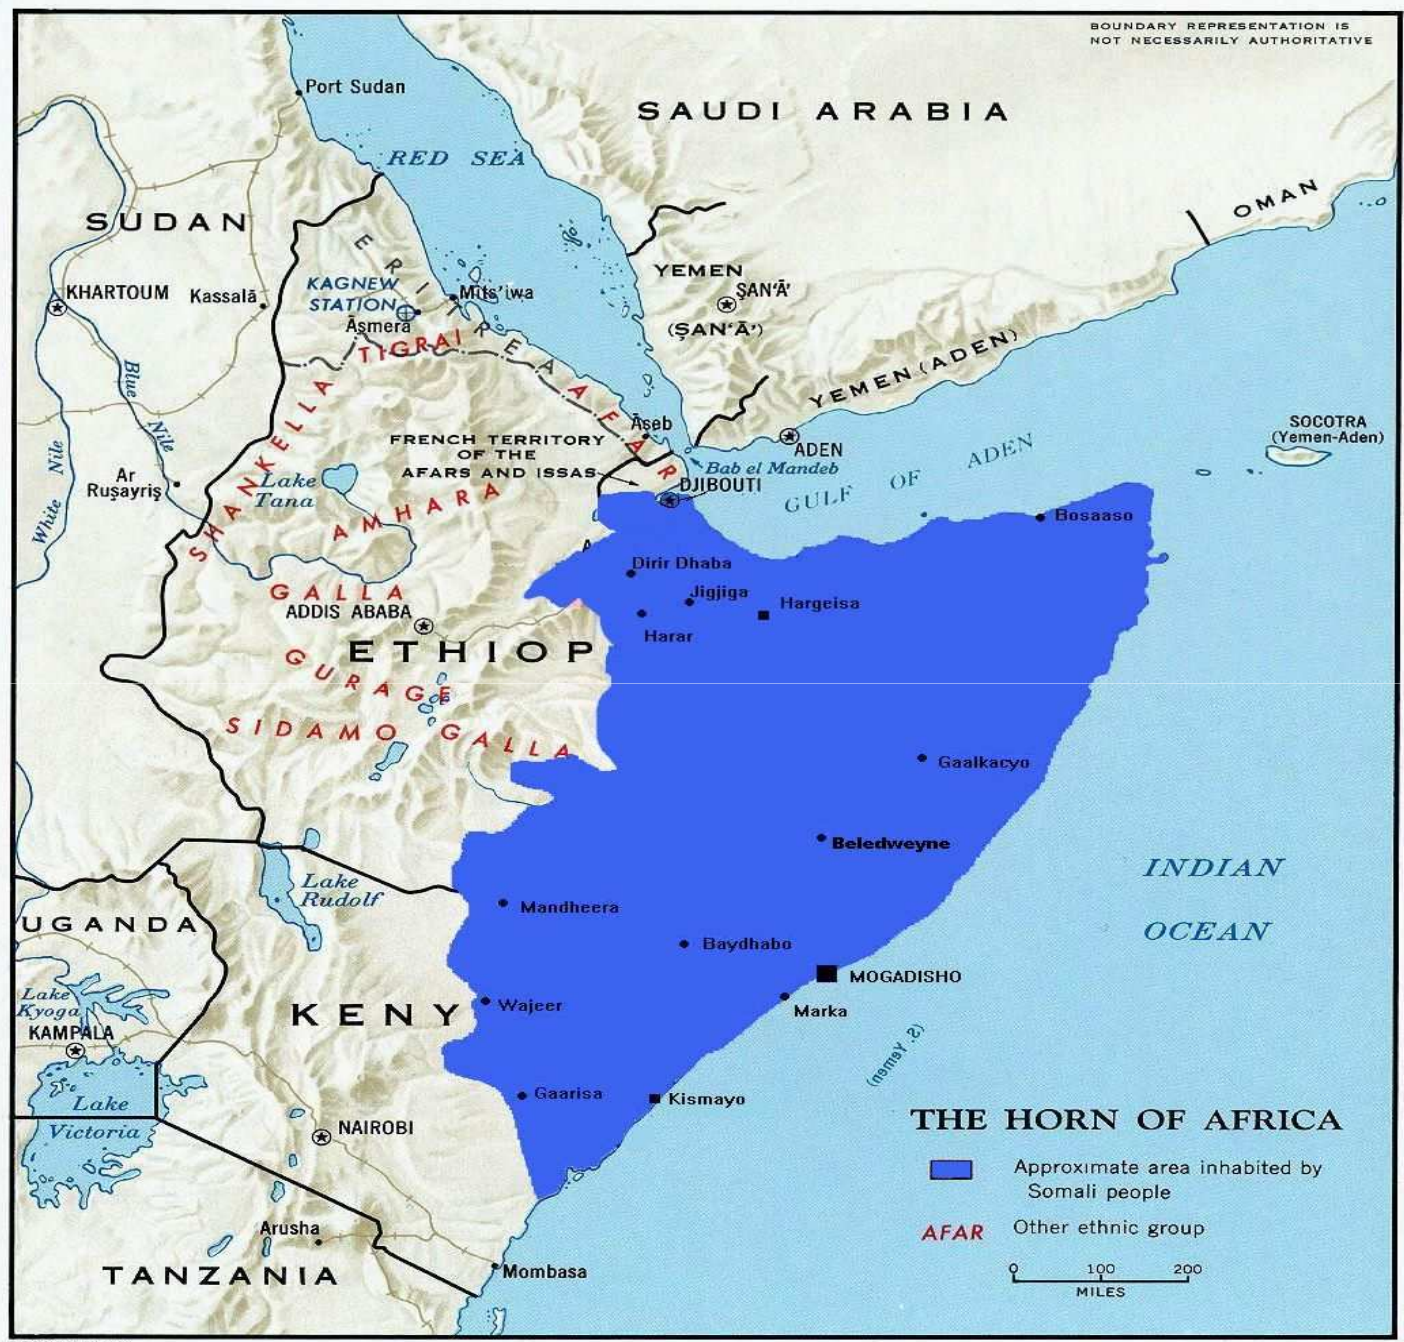 BOUNDARY REPRESENTATION IS
NOT NECESSARILY AUTHORITATIVE
Port Sudan
SAUDI ARABIA
RED SEA
OMAN
SUDAN
ERITREA
YEMEN
KAGNEW
STATION
KHARTOUM
Kassalā
Mits'iwa
ṢAN'Ā'
(ṢAN'Ā')
Āsmera
TIGRAI
YEMEN (ADEN)
Blue
Nile
SHANKELLA
AFAR
Āseb
SOCOTRA
(Yemen-Aden)
FRENCH TERRITORY
OF THE
AFARS AND ISSAS
ADEN
Bab el Mandeb
GULF OF ADEN
White Nile
Ar
Ruşayriş
Lake
Tana
DJIBOUTI
AMHARA
Bosaaso
A
Dirir Dhaba
Jigjiga
GALLA
Hargeisa
ADDIS ABABA
Harar
ETHIOP
GURAGE
SIDAMO GALLA
Gaalkacyo
Beledweyne
INDIAN
OCEAN
Lake
Rudolf
Mandheera
UGANDA
Baydhabo
MOGADISHO
Lake
Kyoga
KENY
Wajeer
Marka
KAMPALA
(S. Yemen)
Gaarisa
Kismayo
Lake
Victoria
NAIROBI
THE HORN OF AFRICA
Approximate area inhabited by
Somali people
AFAR Other ethnic group
Arusha
TANZANIA
Mombasa
0 100 200
MILES